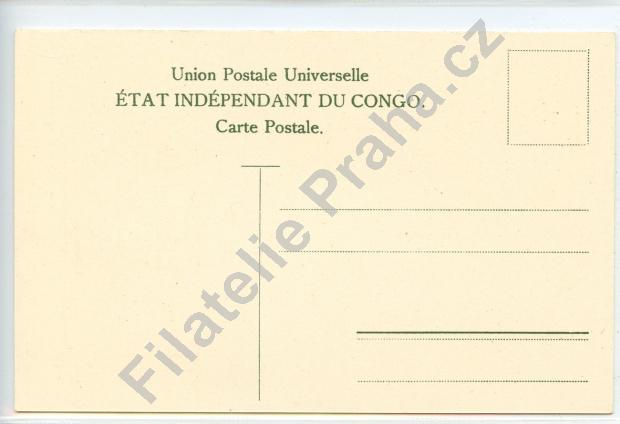 Union Postale Universelle
ÉTAT INDÉPENDANT DU CONGO.
Carte Postale.
Filatelie Praha.cz